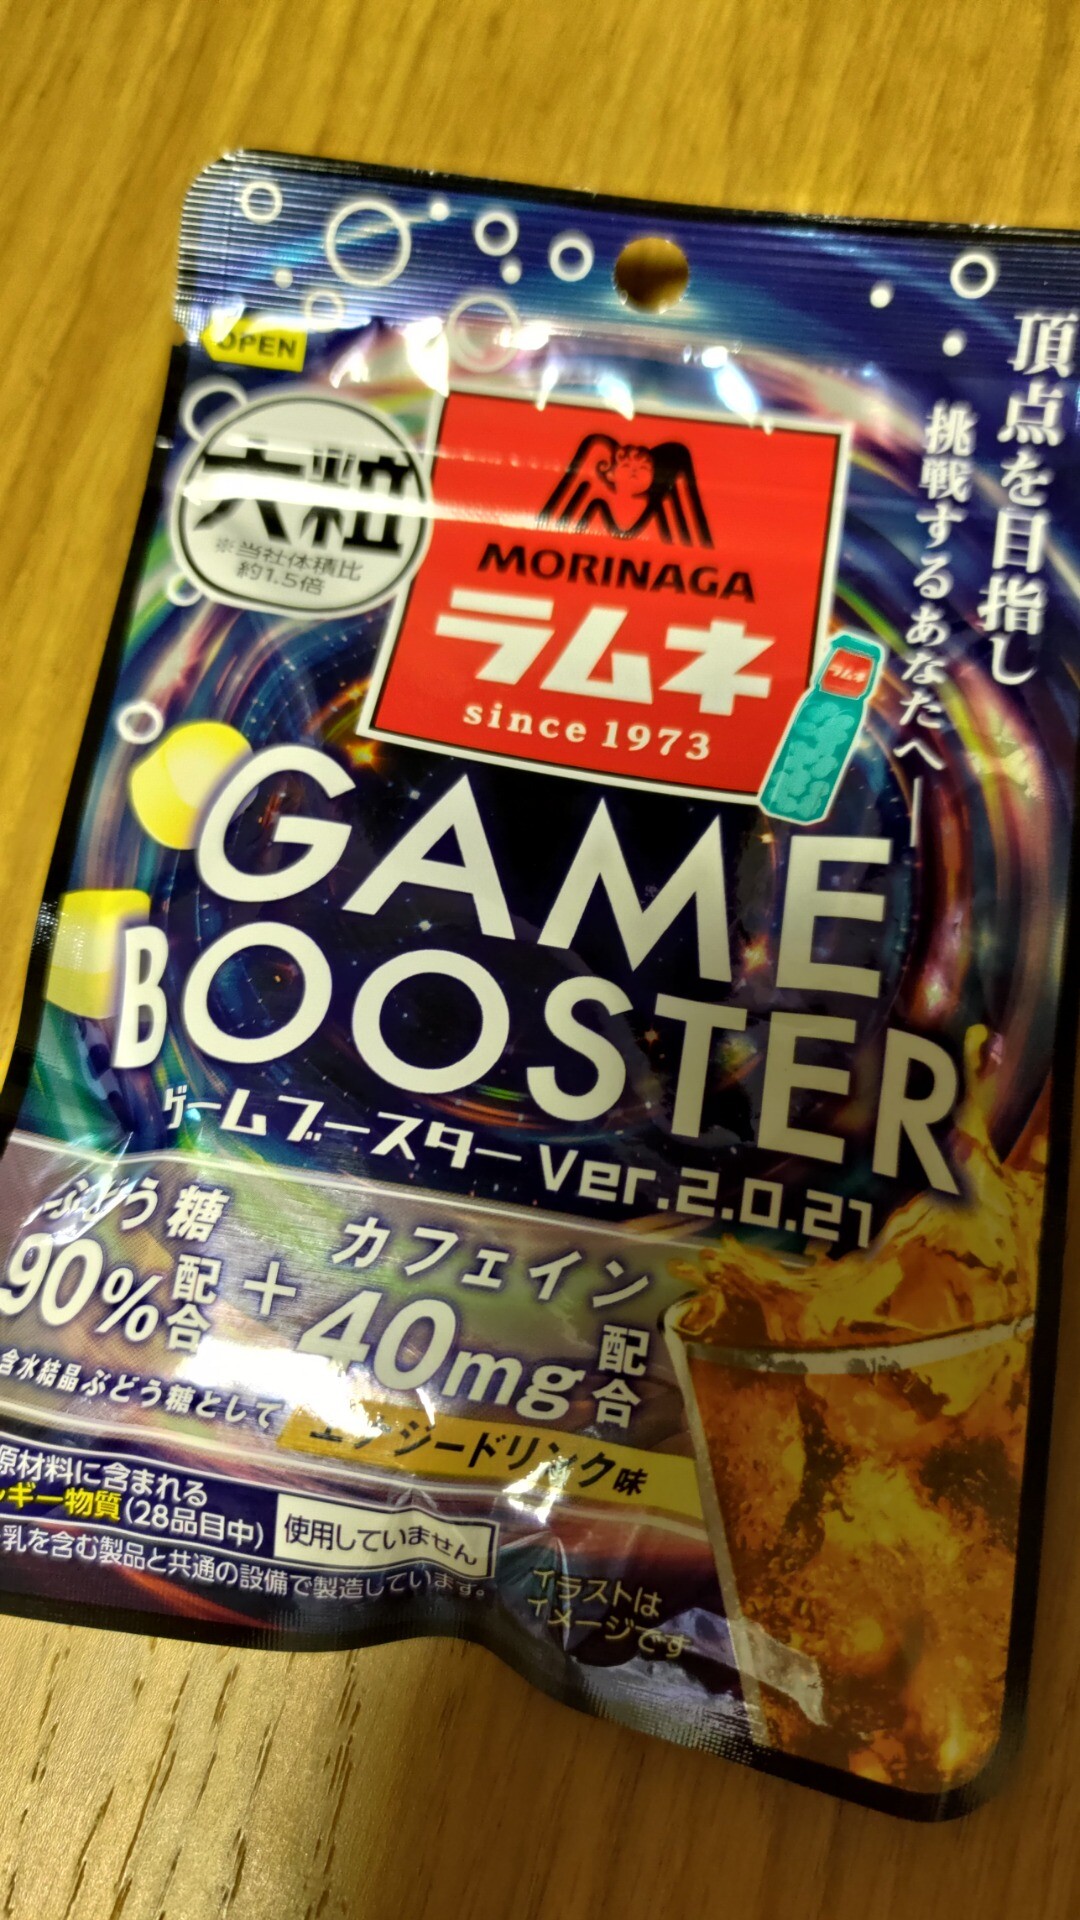 OPEN
頂点を目指し
挑戦するあなたへ―
大粒
※当社体積比
約1.5倍
MORINAGA
ラムネ
since 1973
ラムネ
GAME
BOOSTER
ゲームブースター Ver.2.0.21
ぶどう糖
90%配合
+
カフェイン
40mg配合
含水結晶ぶどう糖として
エナジードリンク味
原材料に含まれる
ルギー物質(28品目中)
使用していません
乳を含む製品と共通の設備で製造しています。
イラストは
イメージです